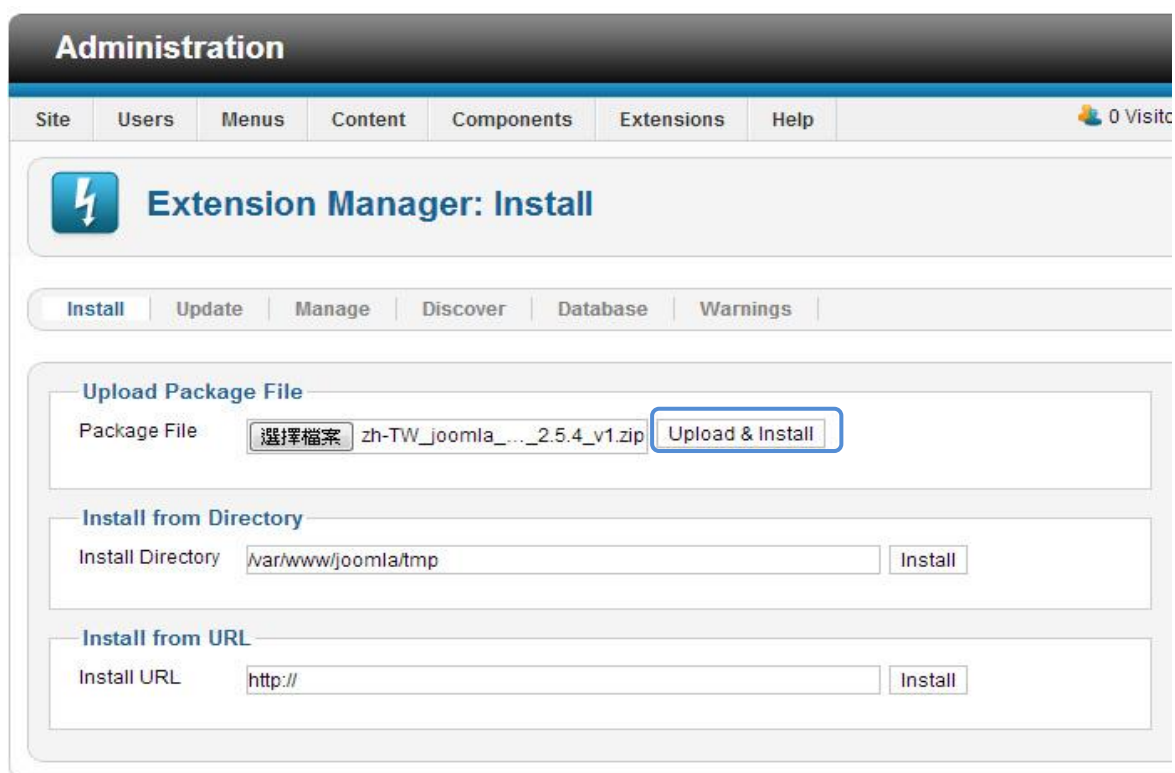 Administration
Site Users Menus Content Components Extensions Help 0 Visito
Extension Manager: Install
Install Update Manage Discover Database Warnings
Upload Package File
Package File 選擇檔案 zh-TW_joomla_..._2.5.4_v1.zip Upload & Install
Install from Directory
Install Directory /var/www/joomla/tmp Install
Install from URL
Install URL http:// Install